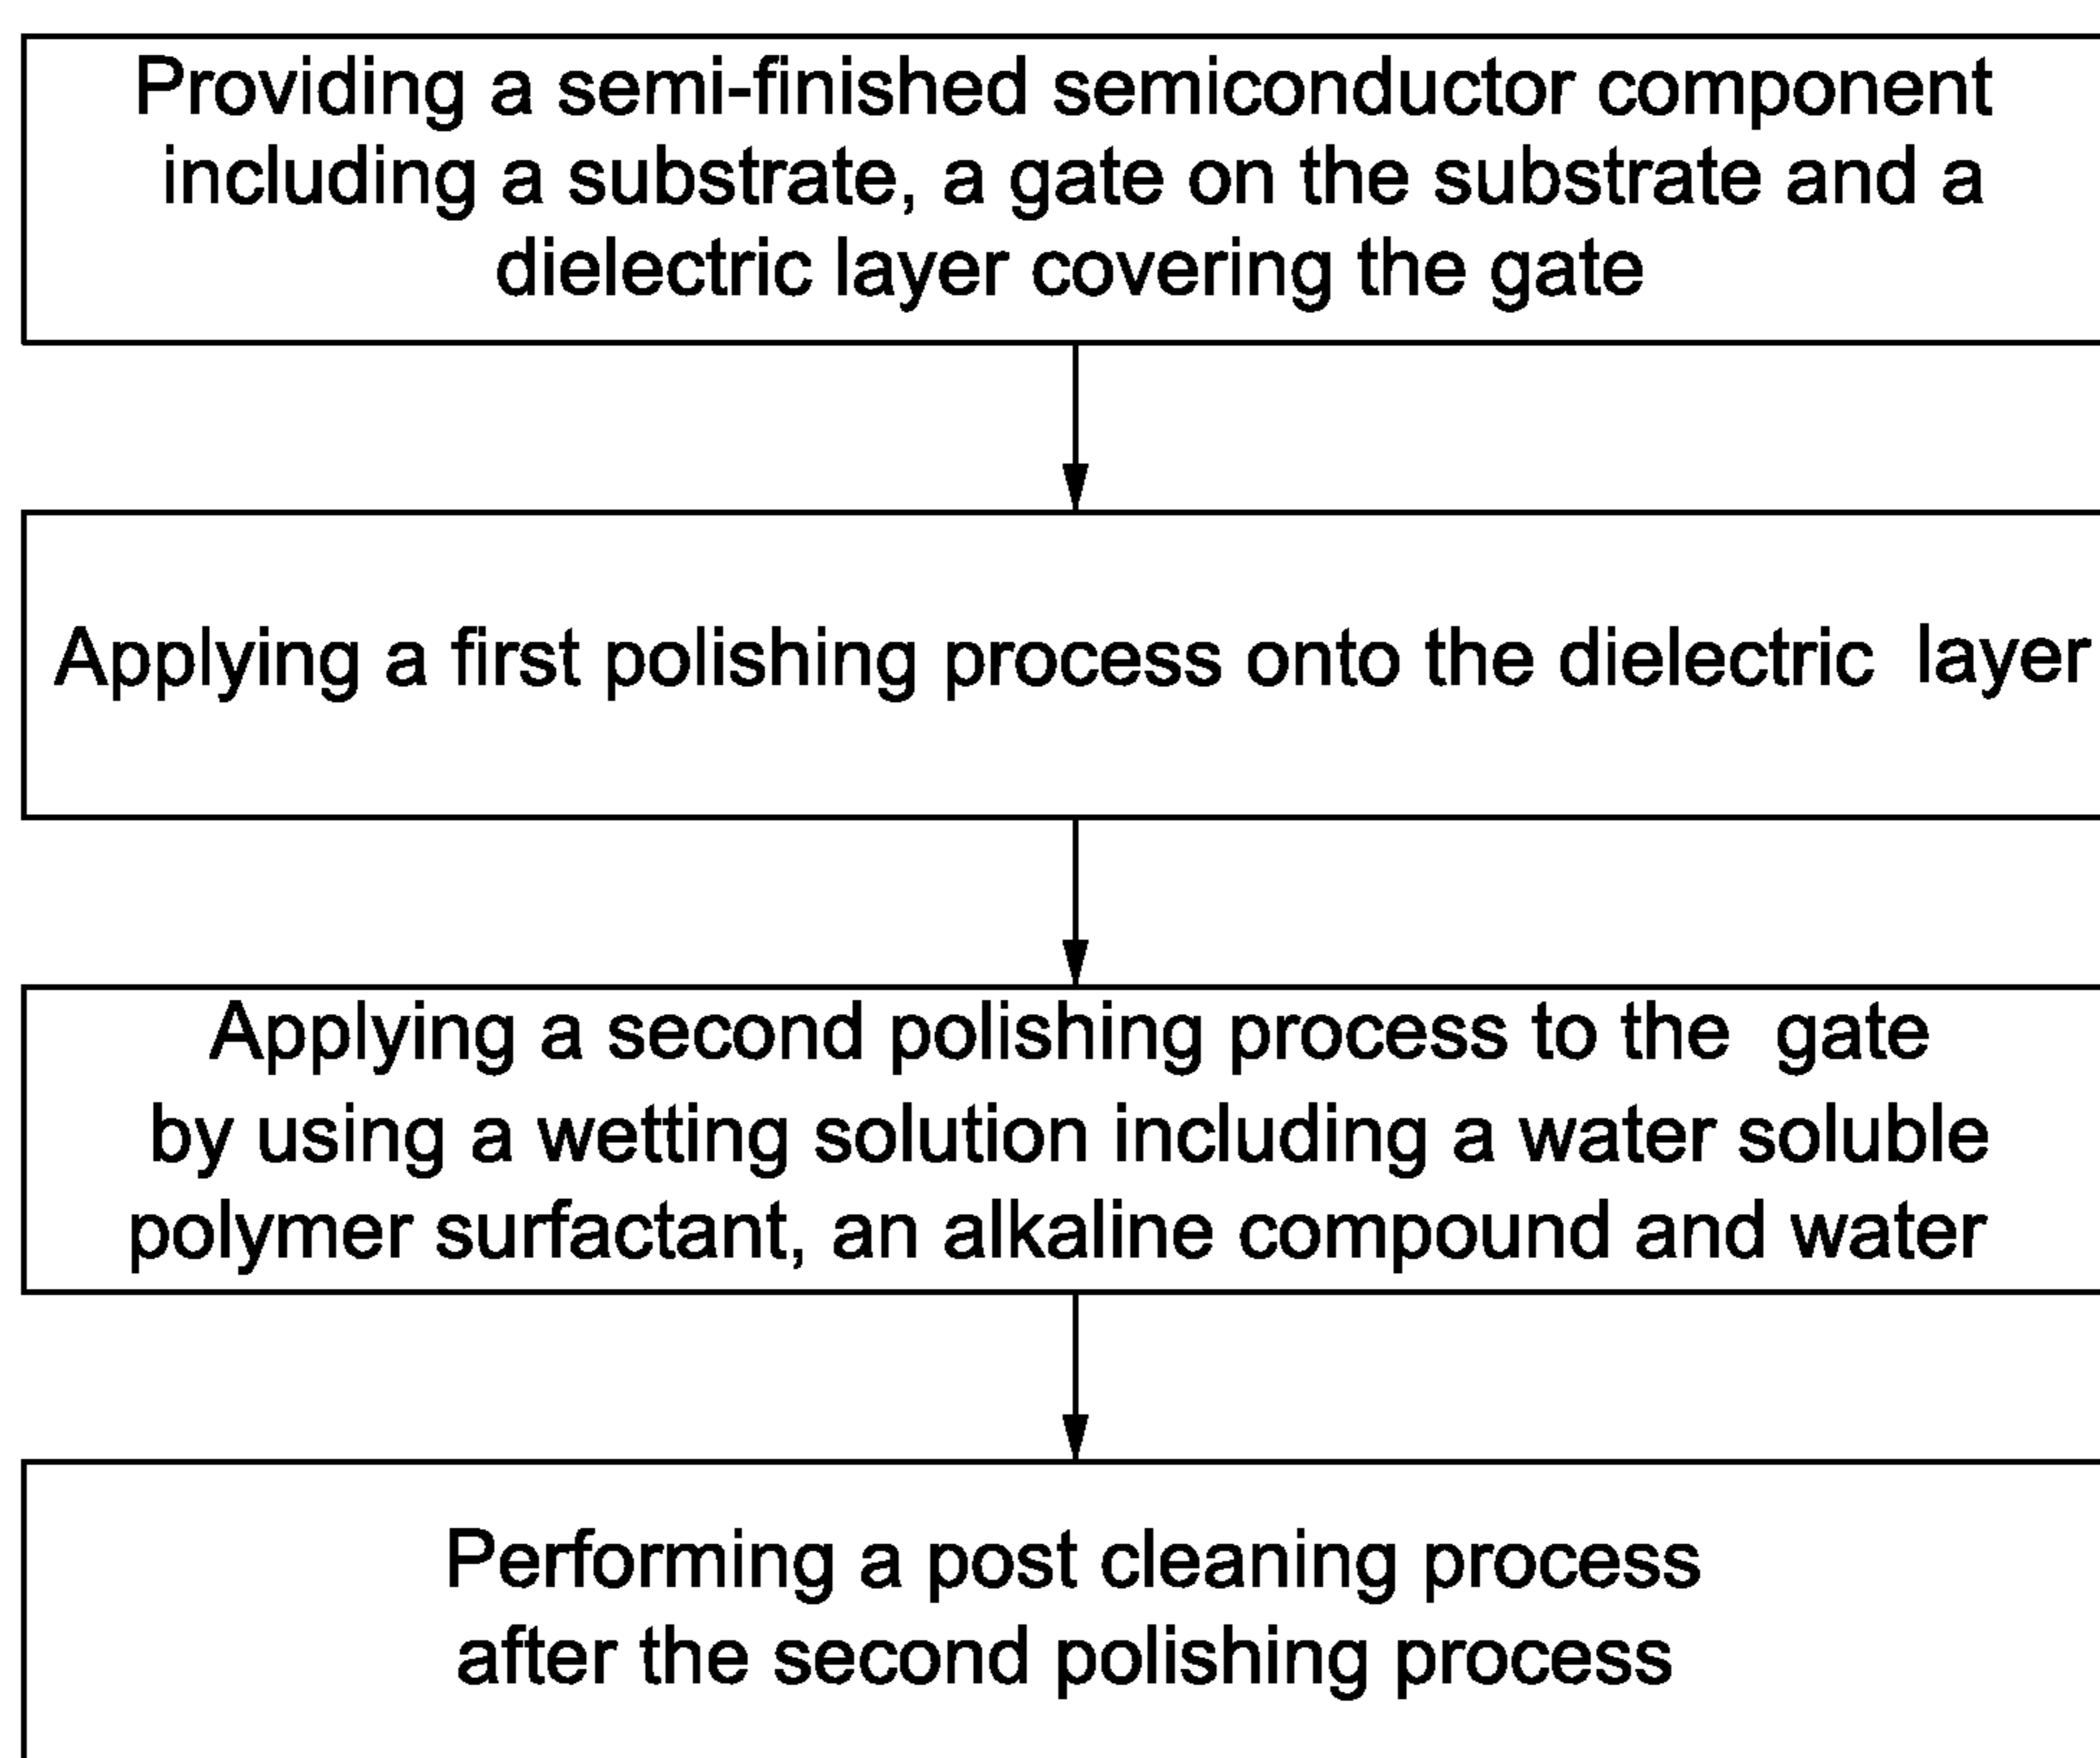 Providing a semi-finished semiconductor component
including a substrate, a gate on the substrate and a
dielectric layer covering the gate
Applying a first polishing process onto the dielectric layer
Applying a second polishing process to the gate
by using a wetting solution including a water soluble
polymer surfactant, an alkaline compound and water
Performing a post cleaning process
after the second polishing process